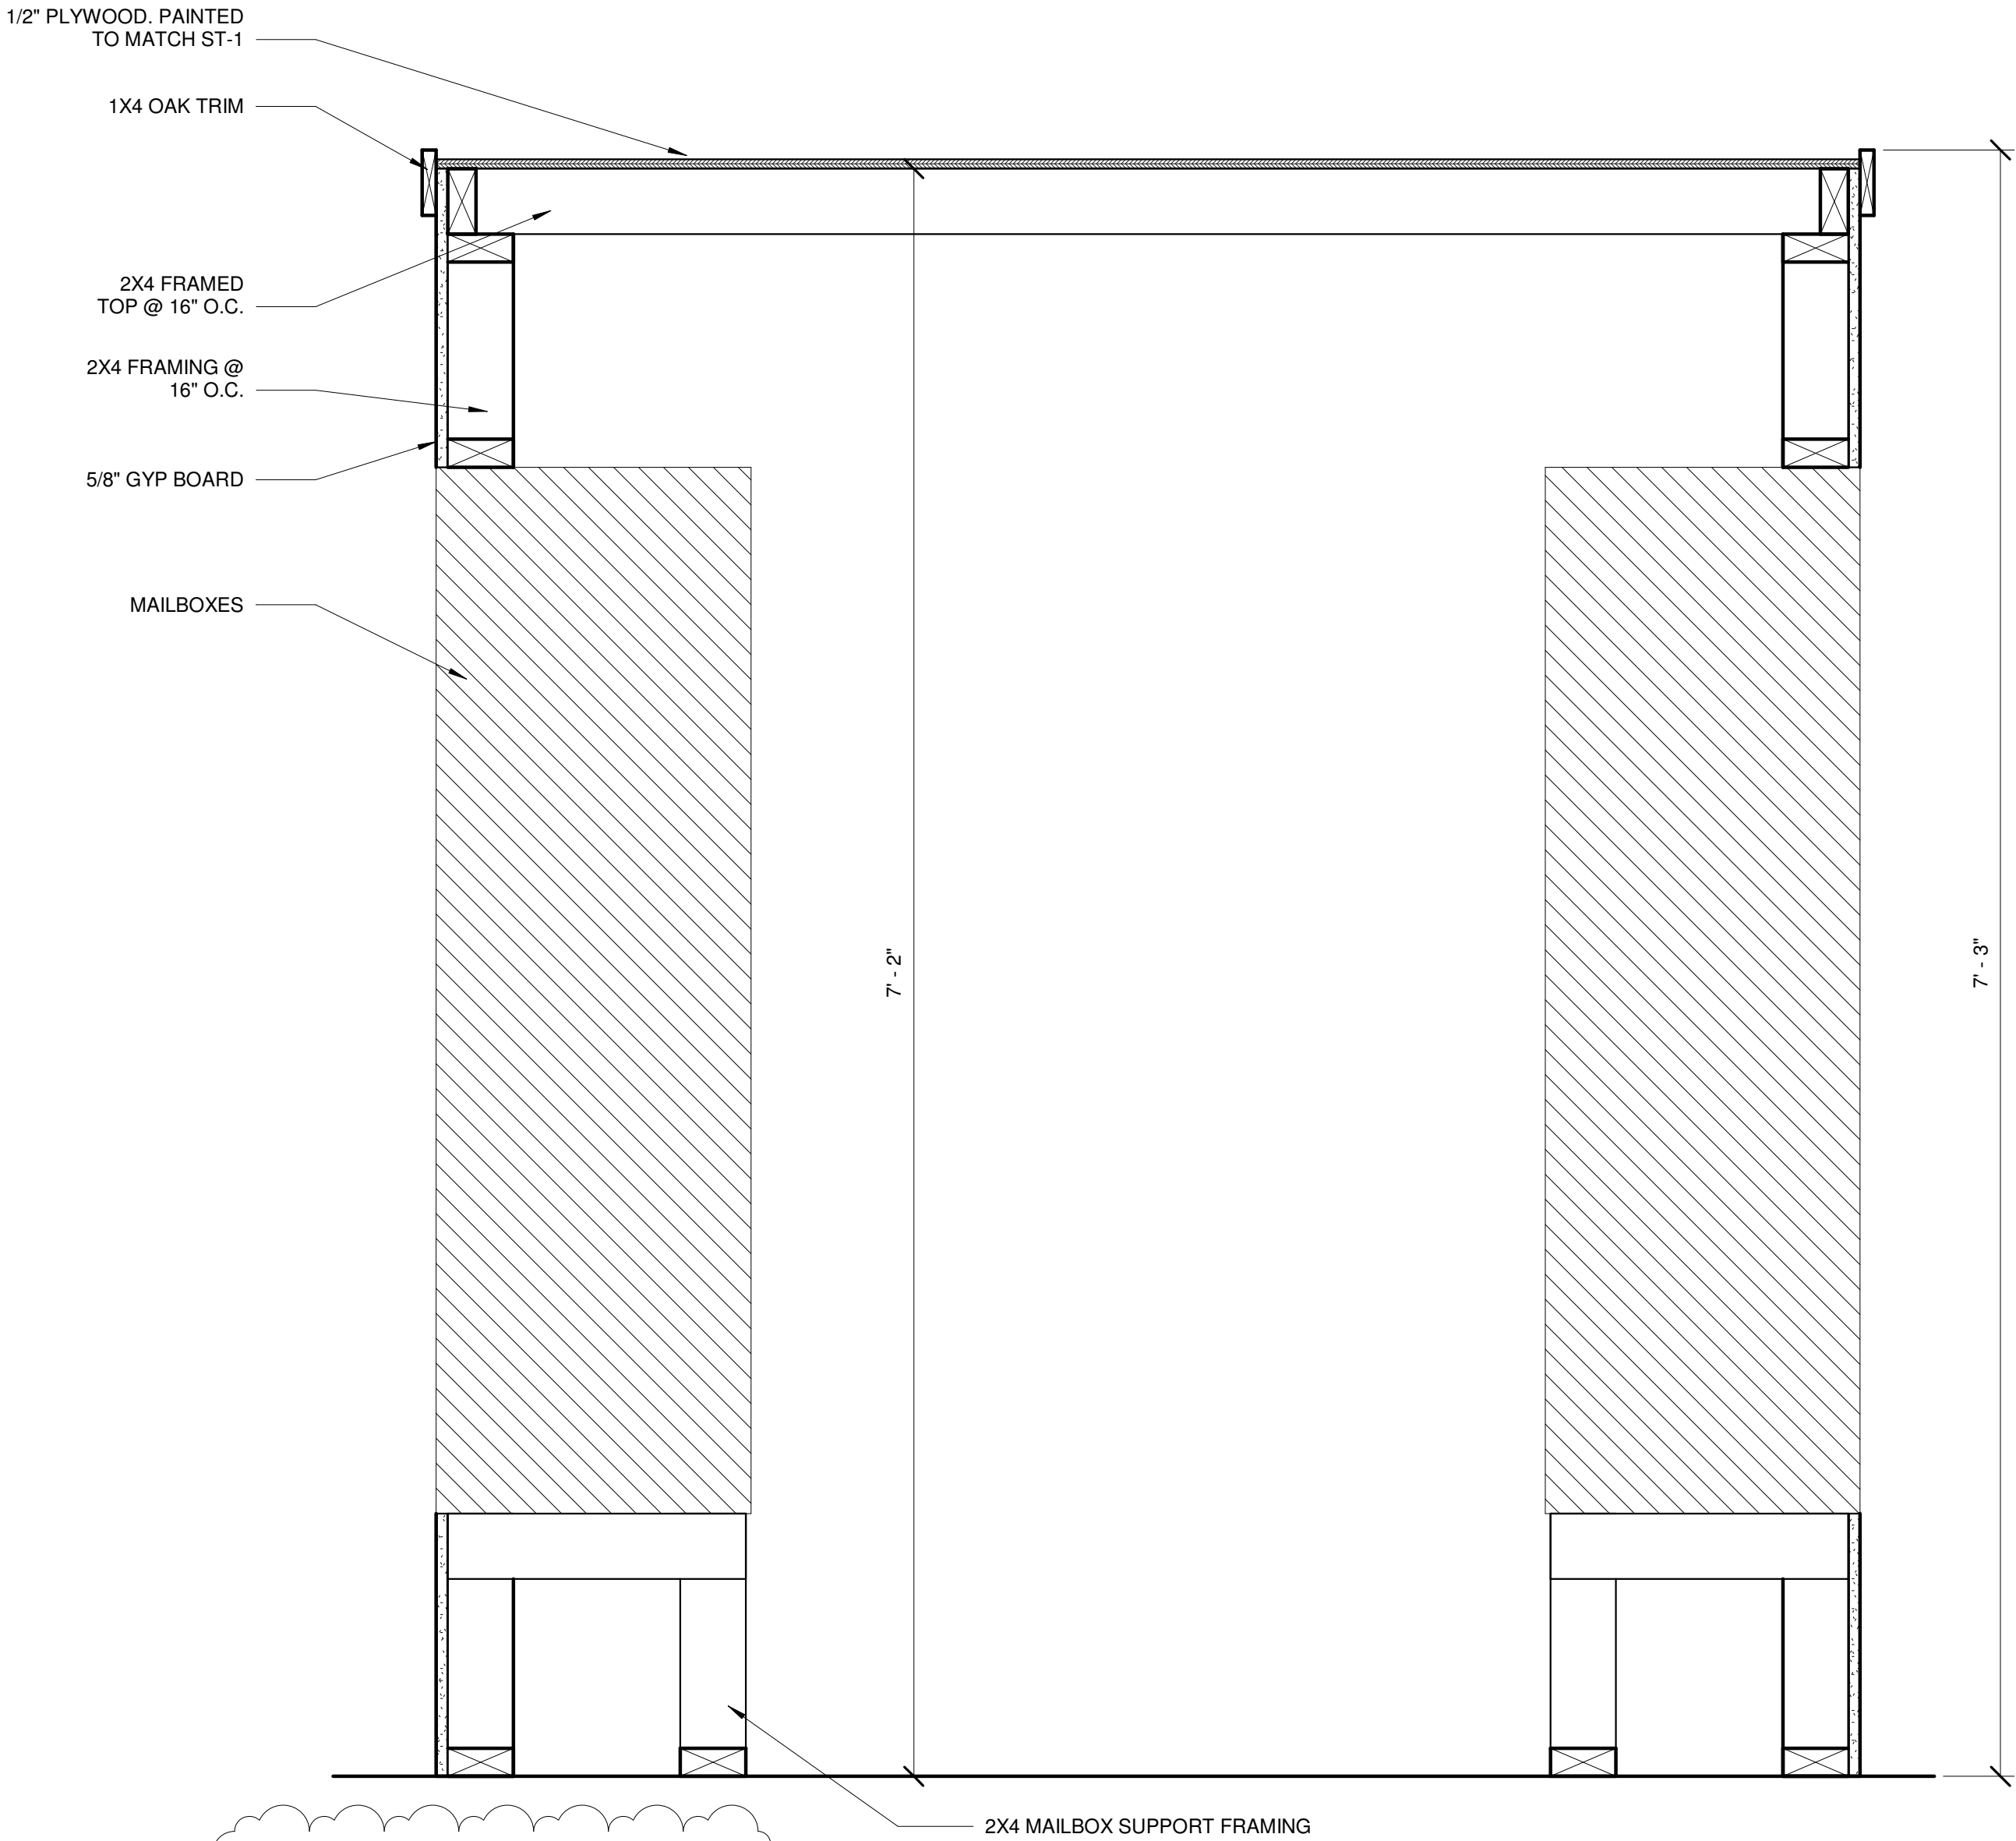 1/2" PLYWOOD. PAINTED
TO MATCH ST-1
1X4 OAK TRIM
2X4 FRAMED
TOP @ 16" O.C.
2X4 FRAMING @
16" O.C.
5/8" GYP BOARD
MAILBOXES
7' - 2"
7' - 3"
2X4 MAILBOX SUPPORT FRAMING